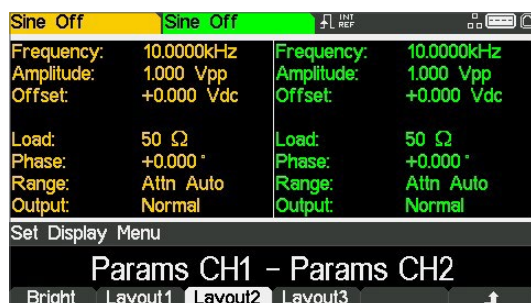 Sine Off Sine Off INT REF
Frequency: 10.0000kHz Frequency: 10.0000kHz
Amplitude: 1.000 Vpp Amplitude: 1.000 Vpp
Offset: +0.000 Vdc Offset: +0.000 Vdc
Load: 50 Ω Load: 50 Ω
Phase: +0.000 ° Phase: +0.000 °
Range: Attn Auto Range: Attn Auto
Output: Normal Output: Normal
Set Display Menu
Params CH1 - Params CH2
Bright Layout1 Layout2 Layout3